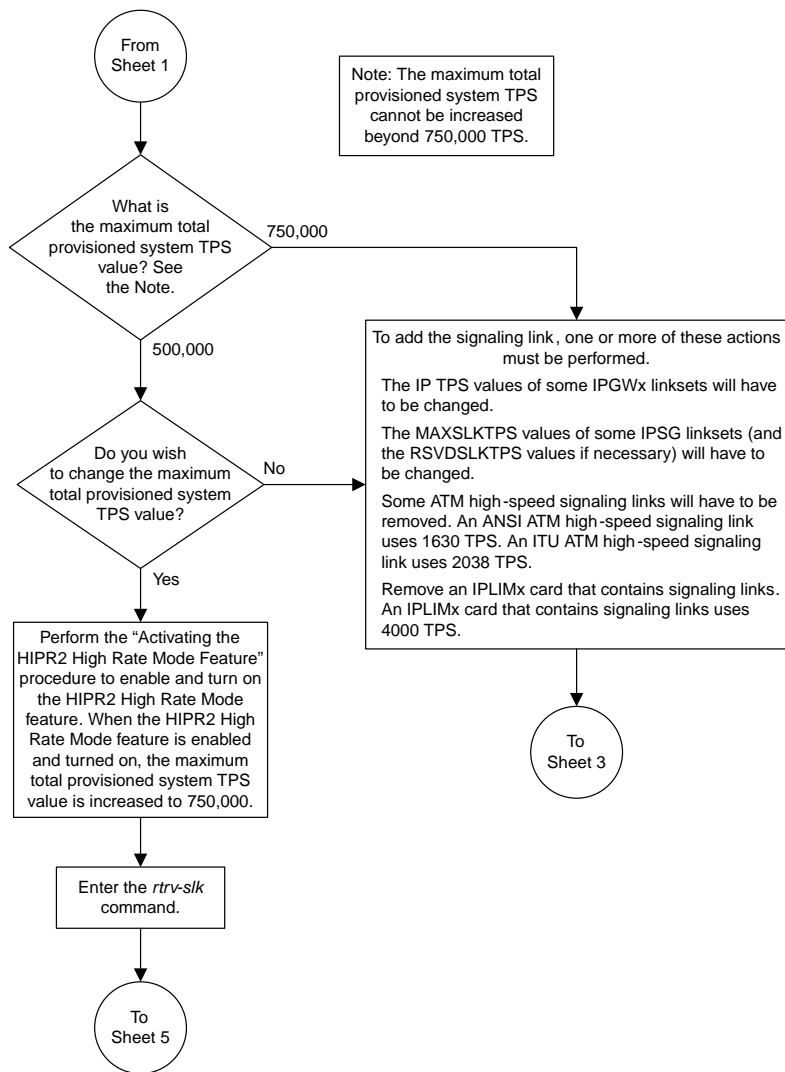 From
Sheet 1
Note: The maximum total
provisioned system TPS
cannot be increased
beyond 750,000 TPS.
What is
the maximum total
provisioned system TPS
value? See
the Note.
750,000
500,000
To add the signaling link, one or more of these actions
must be performed.
The IP TPS values of some IPGWx linksets will have
to be changed.
The MAXSLKTPS values of some IPSG linksets (and
the RSVDSLKTPS values if necessary) will have to
be changed.
Some ATM high-speed signaling links will have to be
removed. An ANSI ATM high-speed signaling link
uses 1630 TPS. An ITU ATM high-speed signaling
link uses 2038 TPS.
Remove an IPLIMx card that contains signaling links.
An IPLIMx card that contains signaling links uses
4000 TPS.
Do you wish
to change the maximum
total provisioned system
TPS value?
No
Yes
Perform the “Activating the
HIPR2 High Rate Mode Feature”
procedure to enable and turn on
the HIPR2 High Rate Mode
feature. When the HIPR2 High
Rate Mode feature is enabled
and turned on, the maximum
total provisioned system TPS
value is increased to 750,000.
To
Sheet 3
Enter the rtrv-slk
command.
To
Sheet 5